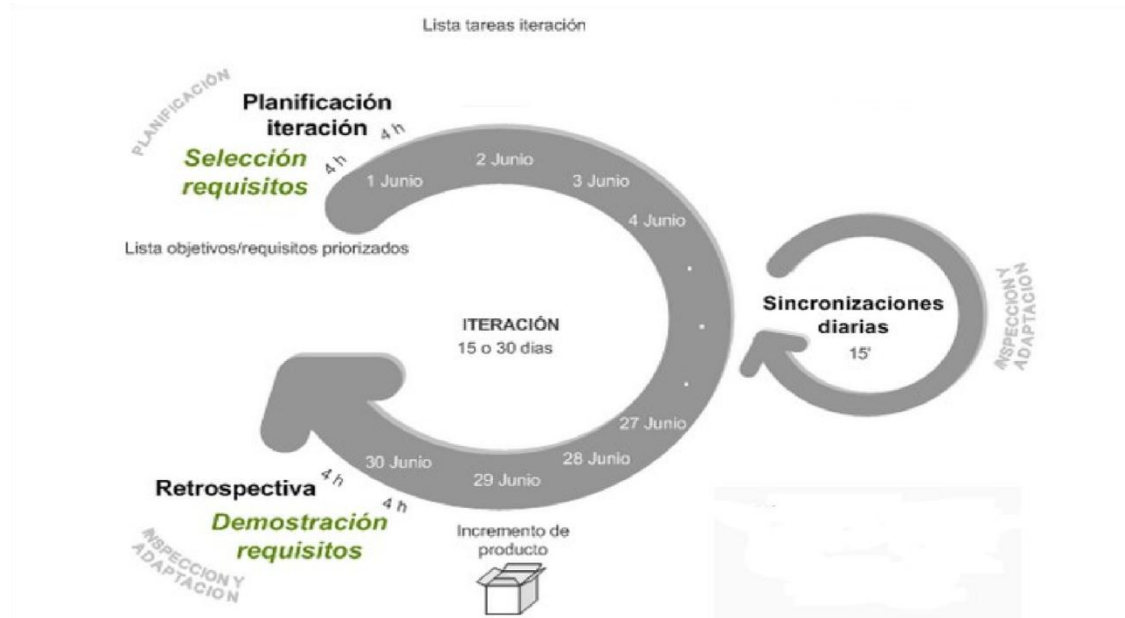 Lista tareas iteración
PLANIFICACIÓN
Planificación
iteración
4 h
Selección
requisitos
4 h
1 Junio
2 Junio
3 Junio
4 Junio
Lista objetivos/requisitos priorizados
ITERACIÓN
15 o 30 dias
Sincronizaciones
diarias
15'
INSPECCION Y
ADAPTACION
27 Junio
28 Junio
29 Junio
30 Junio
Retrospectiva
4 h
4 h
Demostración
requisitos
INSPECCION Y
ADAPTACION
Incremento de
producto